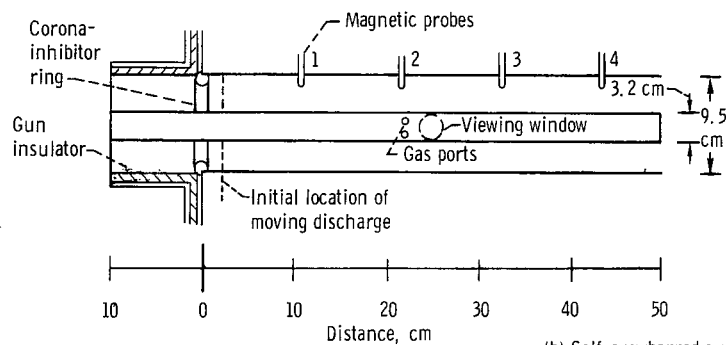 Corona-
inhibitor
ring
Magnetic probes
1
2
3
4
3.2 cm
9.5
cm
Gun
insulator
Viewing window
Gas ports
Initial location of
moving discharge
10 0 10 20 30 40 50
Distance, cm